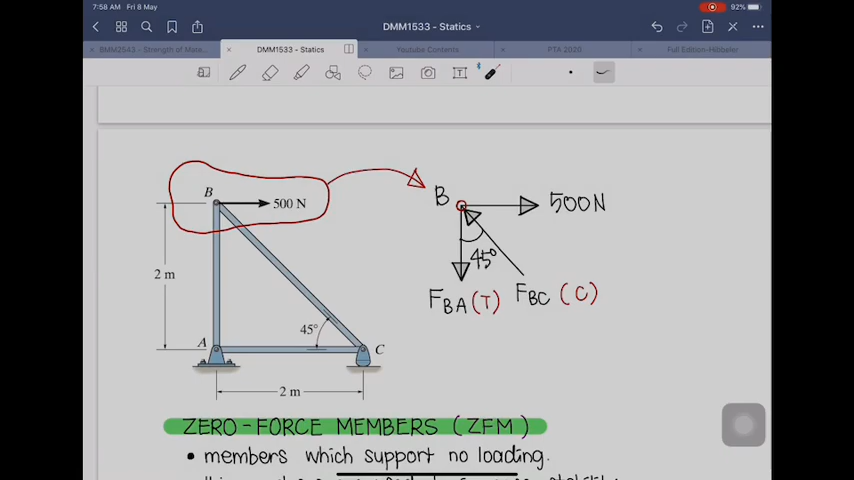 7:58 AM Fri 8 May
92%
DMM1533 - Statics
BMM2543 - Strength of Mate...
DMM1533 - Statics
Youtube Contents
PTA 2020
Full Edition-Hibbeler
B
500 N
2 m
A
45°
C
2 m
B
500N
45°
FBA (T)
FBC (C)
ZERO-FORCE MEMBERS (ZFM)
• members which support no loading.